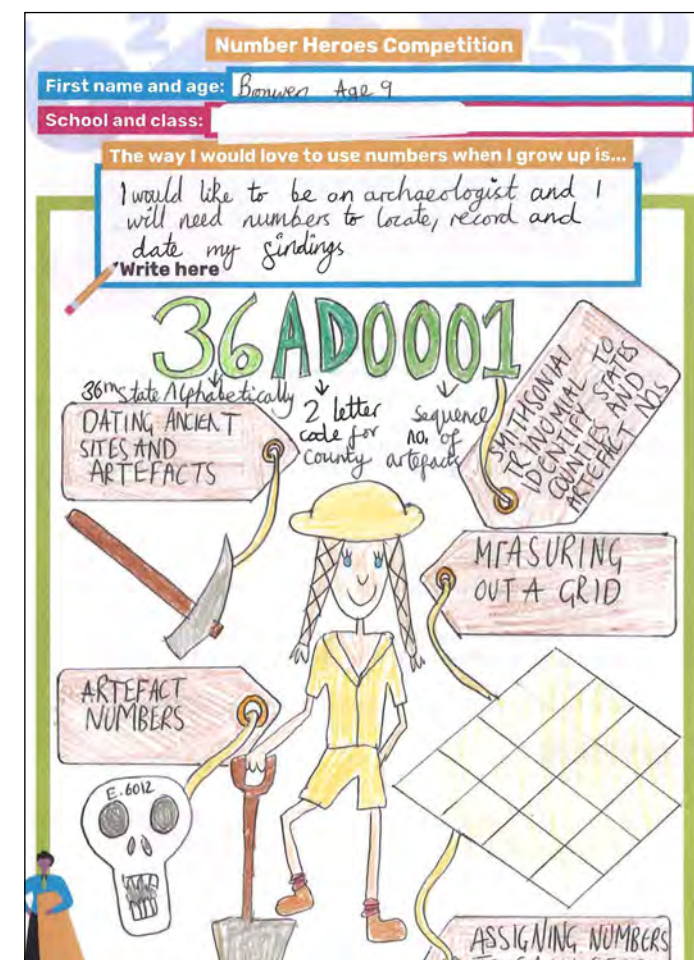 Number Heroes Competition
First name and age: Bronwen Age 9
School and class:
The way I would love to use numbers when I grow up is...
I would like to be an archaeologist and I
will need numbers to locate, record and
date my findings
Write here
36AD0001
36th state Alphabetically
2 letter
code for
county
sequence
no. of
artefacts
SMITHSONIAN
TRINOMIAL TO
IDENTIFY STATES
COUNTIES AND
ARTEFACT NOS
DATING ANCIENT
SITES AND
ARTEFACTS
MEASURING
OUT A GRID
ARTEFACT
NUMBERS
E.6012
ASSIGNING NUMBERS